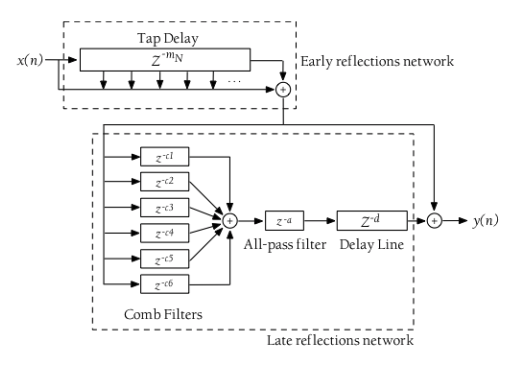 Tap Delay
x(n)
Z^-mN
Early reflections network
...
+
z^-c1
z^-c2
z^-c3
z^-c4
z^-c5
z^-c6
+
z^-a
Z^-d
+
y(n)
All-pass filter
Delay Line
Comb Filters
Late reflections network